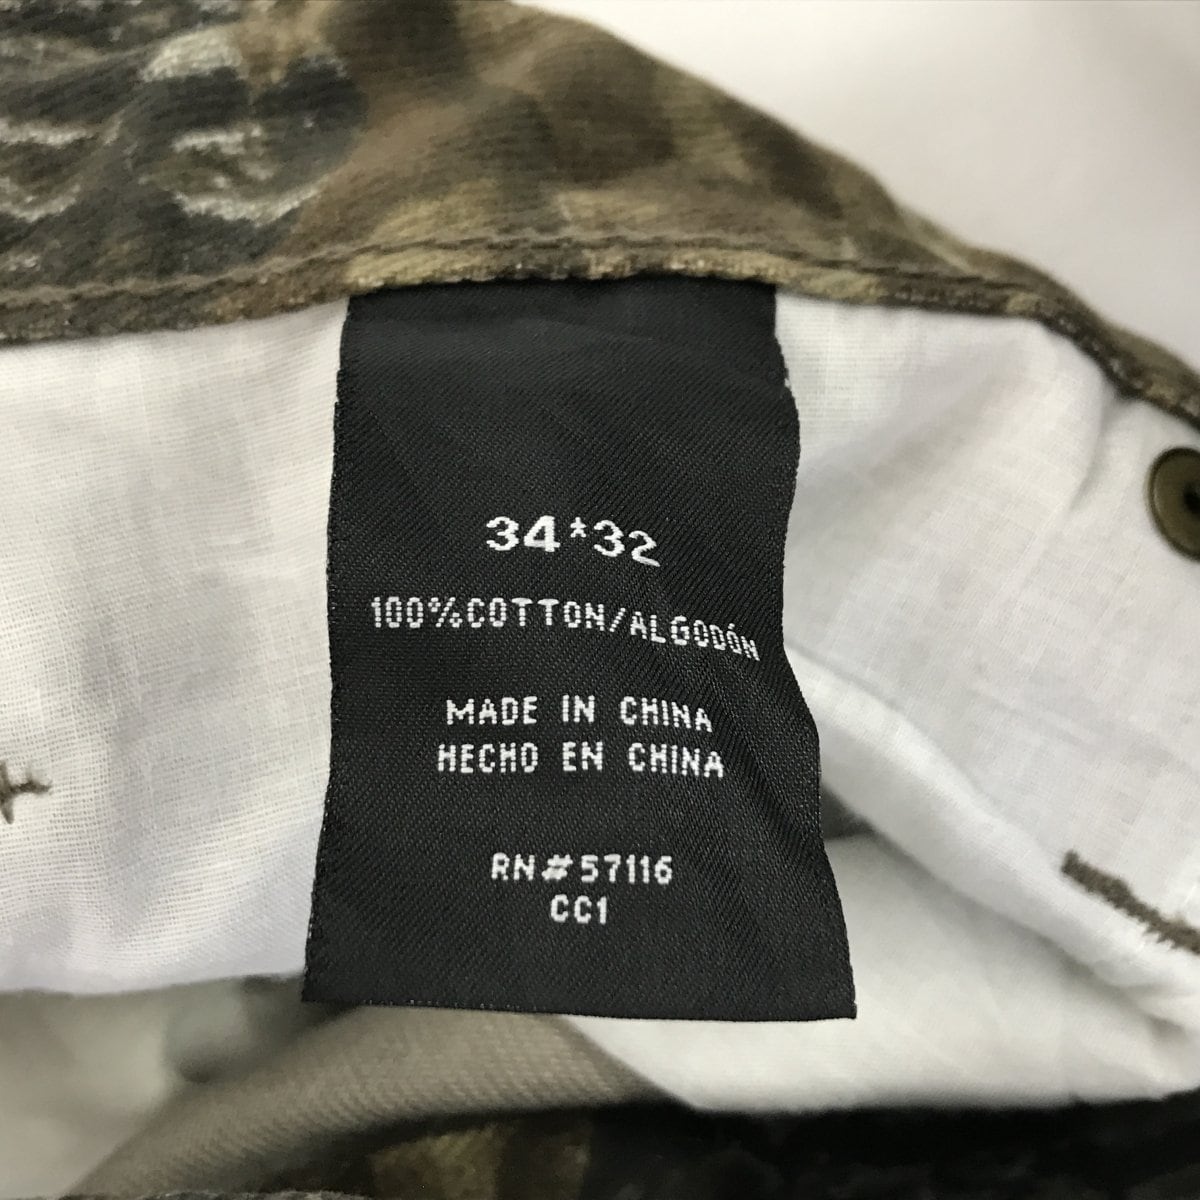 34*32
100%COTTON/ALGODÓN
MADE IN CHINA
HECHO EN CHINA
RN#57116
CC1